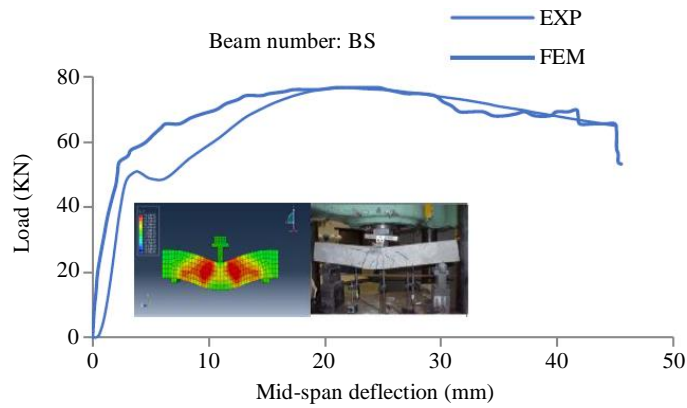 EXP
Beam number: BS
FEM
80
60
40
20
0
Load (KN)
0 10 20 30 40 50
Mid-span deflection (mm)